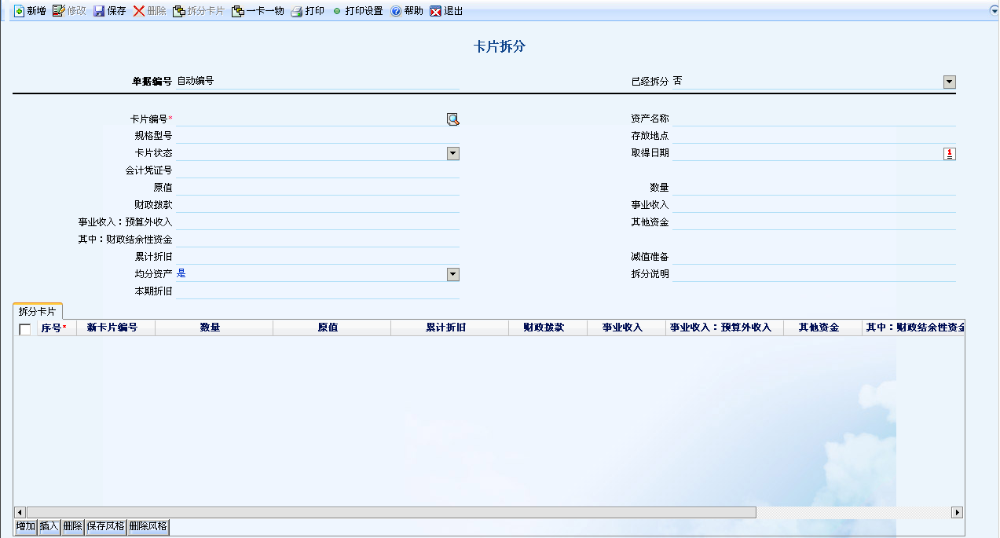 新增 修改 保存 删除 拆分卡片 一卡一物 打印 打印设置 帮助 退出
卡片拆分
单据编号 自动编号 已经拆分 否
卡片编号* 资产名称
规格型号 存放地点
卡片状态 取得日期
会计凭证号
原值 数量
财政拨款 事业收入
事业收入：预算外收入 其他资金
其中：财政结余性资金
累计折旧 减值准备
均分资产 是 拆分说明
本期折旧
拆分卡片
序号* 新卡片编号 数量 原值 累计折旧 财政拨款 事业收入 事业收入：预算外收入 其他资金 其中：财政结余性资金
增加 插入 删除 保存风格 删除风格